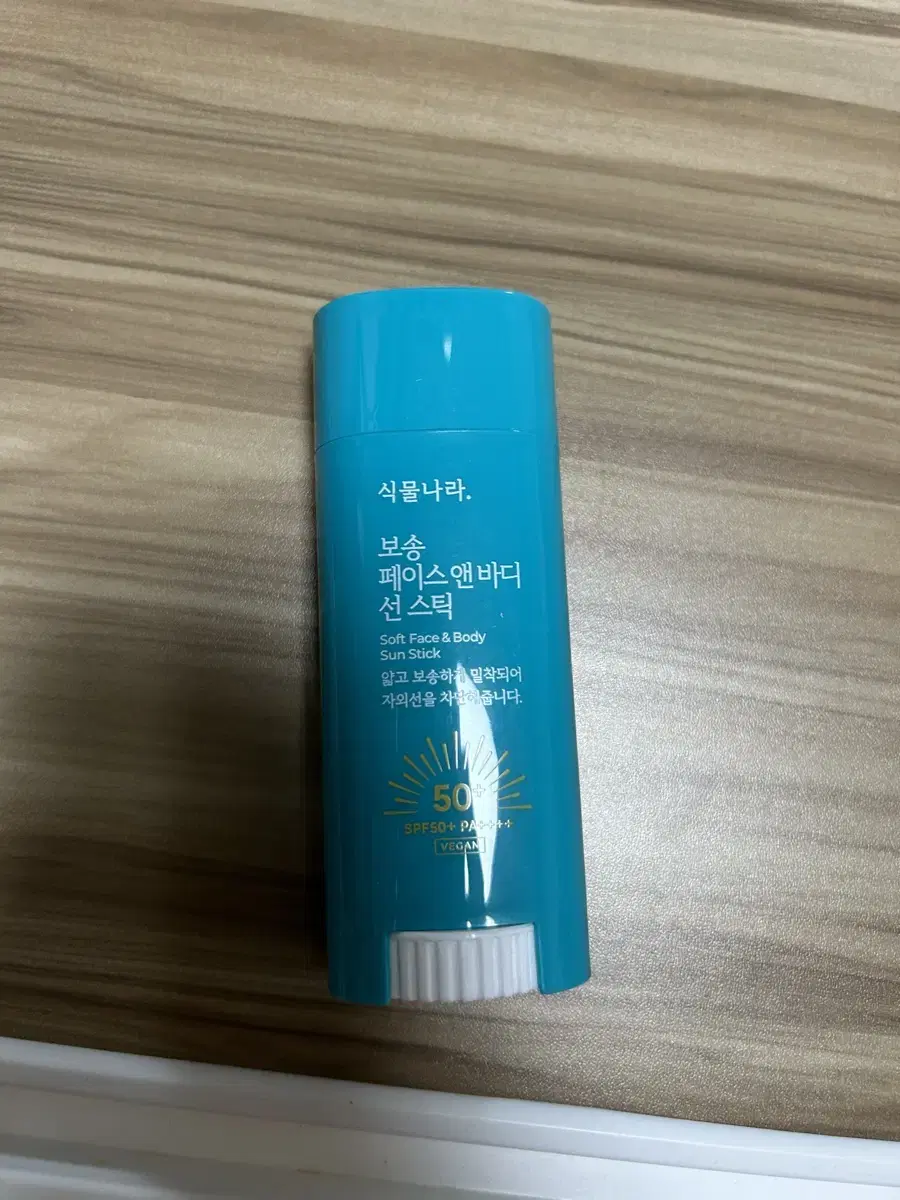 식물나라.
보송
페이스 앤 바디
선 스틱
Soft Face & Body
Sun Stick
얇고 보송하게 밀착되어
자외선을 차단해줍니다.
50+
SPF50+ PA++++
VEGAN